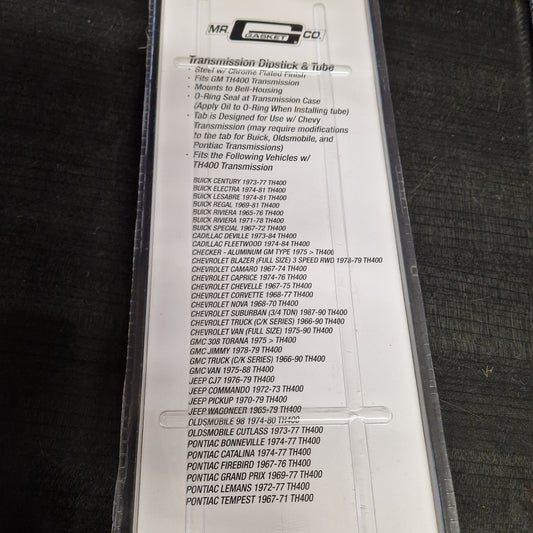 MR. G CO.
GASKET
Transmission Dipstick & Tube
· Steel w/ Chrome Plated Finish
· Fits GM TH400 Transmission
· Mounts to Bell-Housing
· O-Ring Seal at Transmission Case
(Apply Oil to O-Ring When Installing tube)
· Tab is Designed for Use w/ Chevy
Transmission (may require modifications
to the tab for Buick, Oldsmobile, and
Pontiac Transmissions)
· Fits the Following Vehicles w/
TH400 Transmission
BUICK CENTURY 1973-77 TH400
BUICK ELECTRA 1974-81 TH400
BUICK LESABRE 1974-81 TH400
BUICK REGAL 1969-81 TH400
BUICK RIVIERA 1965-76 TH400
BUICK RIVIERA 1971-78 TH400
BUICK SPECIAL 1967-72 TH400
CADILLAC DEVILLE 1973-84 TH400
CADILLAC FLEETWOOD 1974-84 TH400
CHECKER - ALUMINUM GM TYPE 1975 > TH400
CHEVROLET BLAZER (FULL SIZE) 3 SPEED RWD 1978-79 TH400
CHEVROLET CAMARO 1967-74 TH400
CHEVROLET CAPRICE 1974-76 TH400
CHEVROLET CHEVELLE 1967-75 TH400
CHEVROLET CORVETTE 1968-77 TH400
CHEVROLET NOVA 1968-70 TH400
CHEVROLET SUBURBAN (3/4 TON) 1987-90 TH400
CHEVROLET TRUCK (C/K SERIES) 1966-90 TH400
CHEVROLET VAN (FULL SIZE) 1975-90 TH400
GMC 308 TORANA 1975 > TH400
GMC JIMMY 1978-79 TH400
GMC TRUCK (C/K SERIES) 1966-90 TH400
GMC VAN 1975-88 TH400
JEEP CJ7 1976-79 TH400
JEEP COMMANDO 1972-73 TH400
JEEP PICKUP 1970-79 TH400
JEEP WAGONEER 1965-79 TH400
OLDSMOBILE 98 1974-80 TH400
OLDSMOBILE CUTLASS 1973-77 TH400
PONTIAC BONNEVILLE 1974-77 TH400
PONTIAC CATALINA 1974-77 TH400
PONTIAC FIREBIRD 1967-76 TH400
PONTIAC GRAND PRIX 1969-77 TH400
PONTIAC LEMANS 1972-77 TH400
PONTIAC TEMPEST 1967-71 TH400